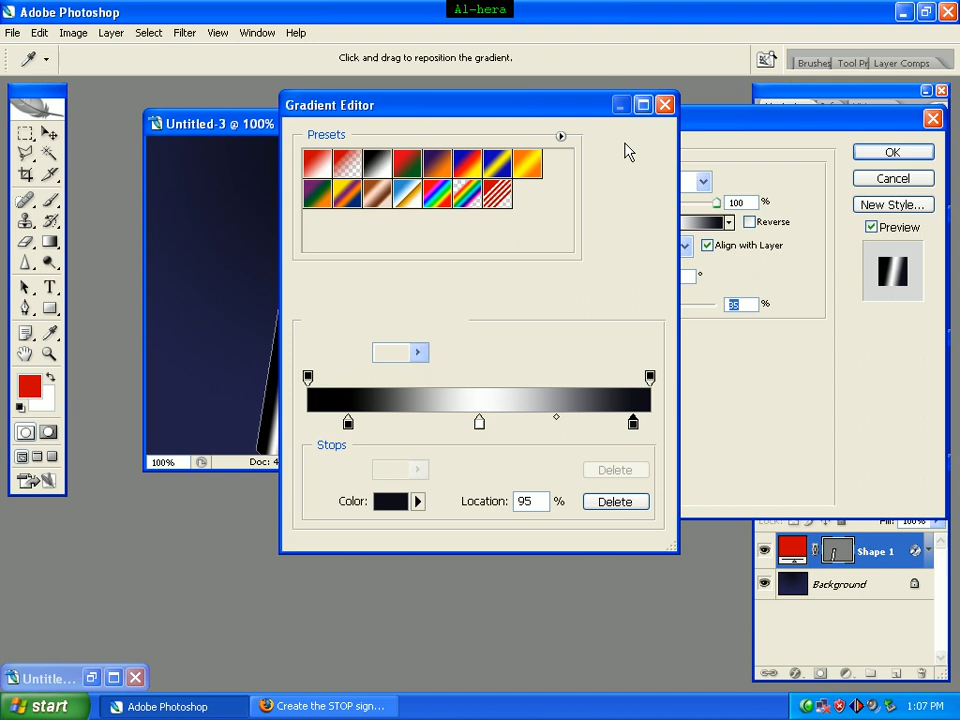 Al-hera
Adobe Photoshop
File Edit Image Layer Select Filter View Window Help
Click and drag to reposition the gradient.
Brushes Tool Pr Layer Comps
Untitled-3 @ 100%
Gradient Editor
Presets
OK
Cancel
New Style...
Preview
100 %
Reverse
Align with Layer
°
%
Stops
Delete
Color:
Location: 95 %
Delete
100%
Doc: 4
Fill: 100%
Shape 1
Background
Untitle...
start
Adobe Photoshop
Create the STOP sign...
1:07 PM